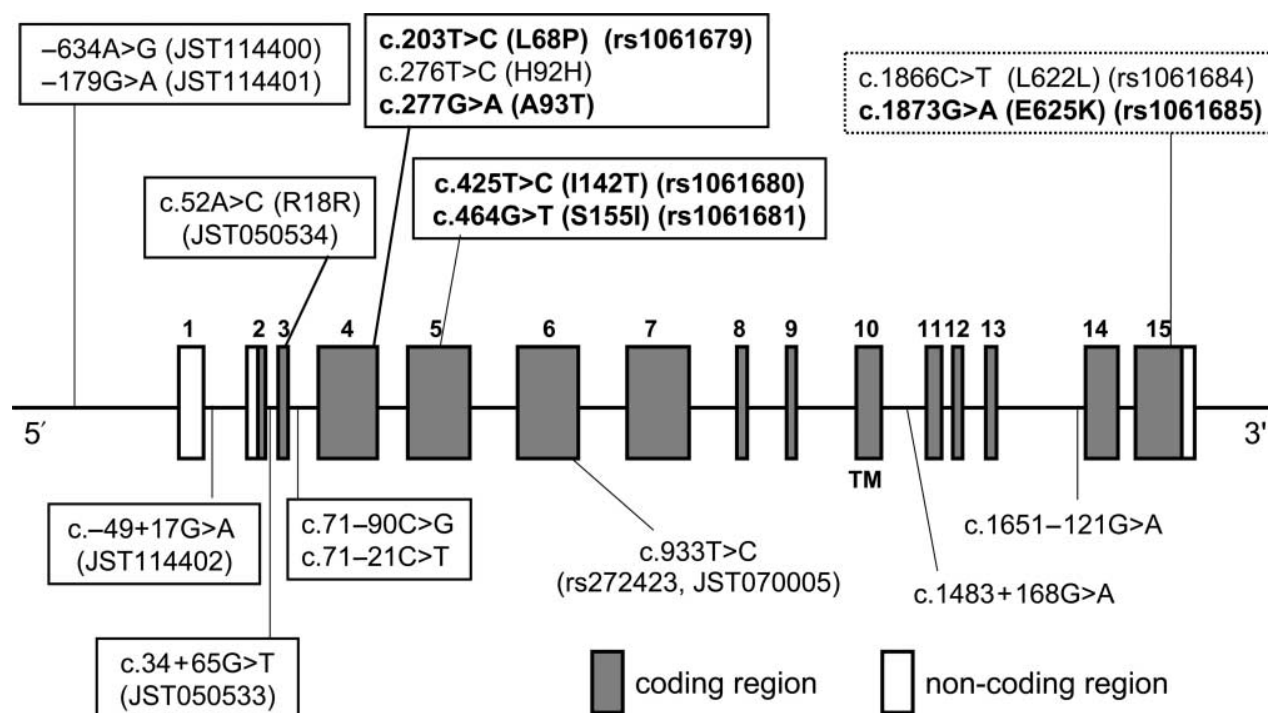 –634A>G (JST114400)
–179G>A (JST114401)
c.203T>C (L68P) (rs1061679)
c.276T>C (H92H)
c.277G>A (A93T)
c.1866C>T (L622L) (rs1061684)
c.1873G>A (E625K) (rs1061685)
c.52A>C (R18R)
(JST050534)
c.425T>C (I142T) (rs1061680)
c.464G>T (S155I) (rs1061681)
1 2 3 4 5 6 7 8 9 10 11 12 13 14 15
5′ 3'
TM
c.–49+17G>A
(JST114402)
c.71–90C>G
c.71–21C>T
c.933T>C
(rs272423, JST070005)
c.1651–121G>A
c.1483+168G>A
c.34+65G>T
(JST050533)
coding region
non-coding region